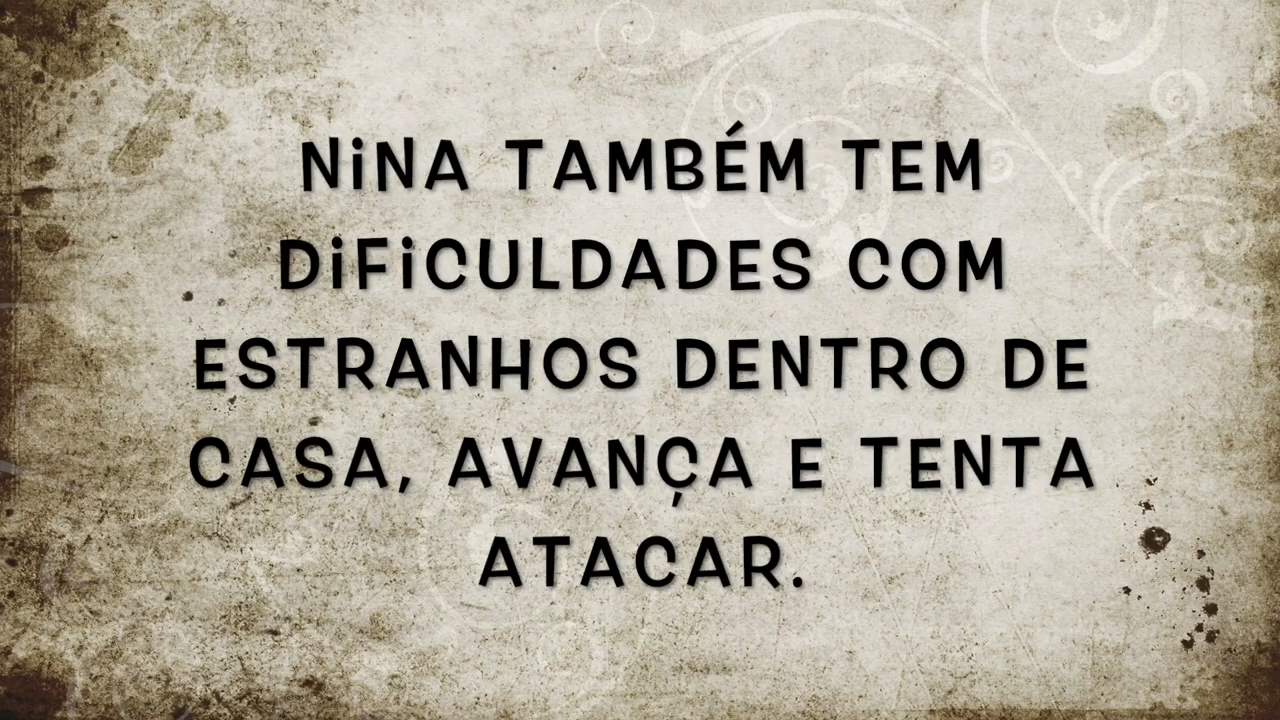 NiNA TAMBÉM TEM
DiFiCULDADES COM
ESTRANHOS DENTRO DE
CASA, AVANÇA E TENTA
ATACAR.